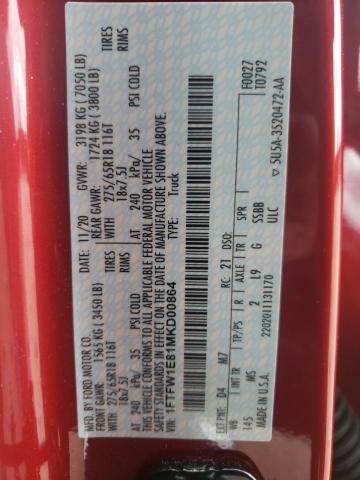 MFD. BY FORD MOTOR CO.
DATE: 11/20 GVWR: 3198 KG (7050 LB)
FRONT GAWR: 1565 KG (3450 LB) REAR GAWR: 1724 KG (3800 LB)
WITH 275/65R18 116T TIRES WITH 275/65R18 116T TIRES
18x7.5J RIMS 18x7.5J RIMS
AT 240 kPa/ 35 PSI COLD AT 240 kPa/ 35 PSI COLD
THIS VEHICLE CONFORMS TO ALL APPLICABLE FEDERAL MOTOR VEHICLE
SAFETY STANDARDS IN EFFECT ON THE DATE OF MANUFACTURE SHOWN ABOVE.
VIN: 1FTFW1E81MKD00864
TYPE: Truck
F0027
T0792
EXT PNT: D4 M7 RC: 21 DSO:
WB INT TR TP/PS R AXLE TR SPR
145 MS 2 L9 G SSBB
ULC
MADE IN U.S.A. 2202011131170
▽ 5U5A-3520472-AA